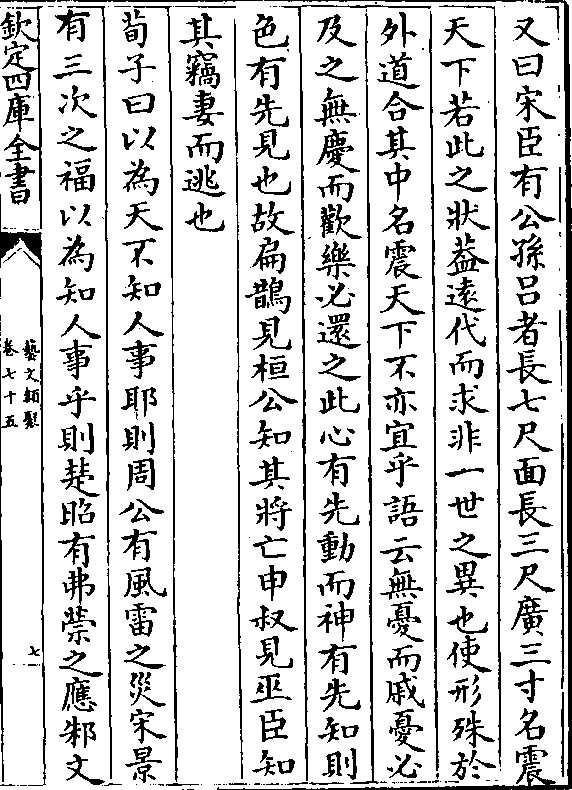 又曰宋臣有公孫吕者長七尺面長三尺廣三寸名震
天下若此之狀葢逺代而求非一世之異也使形殊於
外道合其中名震天下不亦宜乎語云無憂而戚憂必
及之無慶而歡樂必還之此心有先動而神有先知則
色有先見也故扁鵲見桓公知其將亡申叔見巫臣知
其竊妻而逃也
荀子曰以為天不知人事耶則周公有風雷之災宋景
有三次之福以為知人事乎則楚昭有弗禜之應邾文
欽定四庫全書
藝文類聚
卷七十五
七